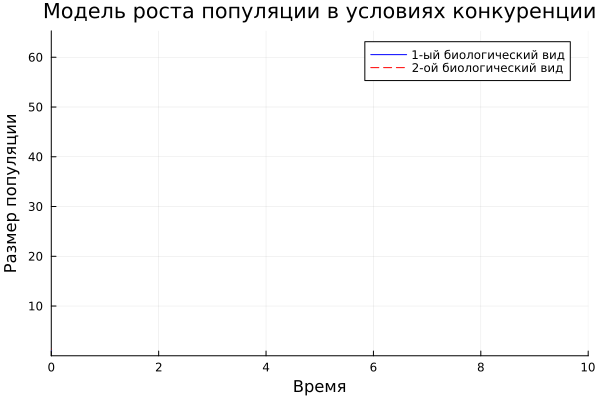 Модель роста популяции в условиях конкуренции
1-ый биологический вид
2-ой биологический вид
Размер популяции
60
50
40
30
20
10
0
2
4
6
8
10
Время